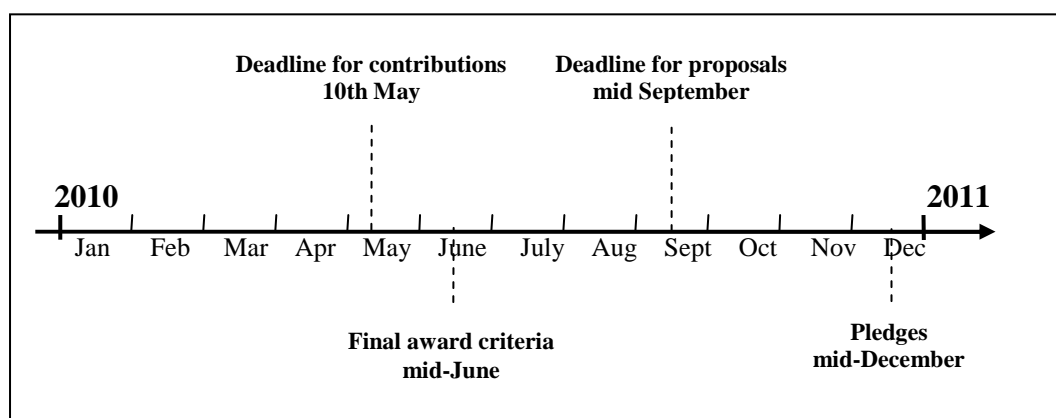 Deadline for contributions
10th May
Deadline for proposals
mid September
2010
2011
Jan Feb Mar Apr May June July Aug Sept Oct Nov Dec
Final award criteria
mid-June
Pledges
mid-December